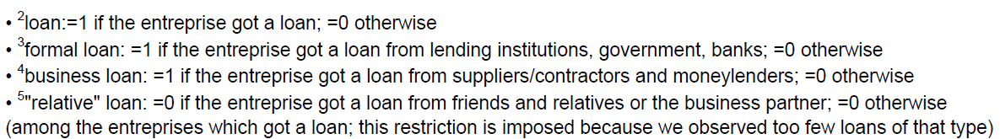 • ²loan:=1 if the entreprise got a loan; =0 otherwise
• ³formal loan: =1 if the entreprise got a loan from lending institutions, government, banks; =0 otherwise
• ⁴business loan: =1 if the entreprise got a loan from suppliers/contractors and moneylenders; =0 otherwise
• ⁵"relative" loan: =0 if the entreprise got a loan from friends and relatives or the business partner; =0 otherwise
(among the entreprises which got a loan; this restriction is imposed because we observed too few loans of that type)